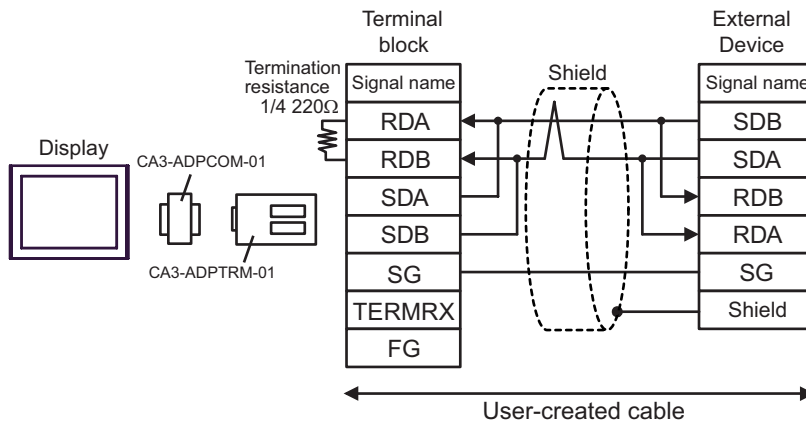 Terminal
block
External
Device
Termination
resistance
1/4 220Ω
Shield
Signal name
Signal name
RDA
SDB
Display
CA3-ADPCOM-01
RDB
SDA
SDA
RDB
SDB
RDA
CA3-ADPTRM-01
SG
SG
TERMRX
Shield
FG
User-created cable